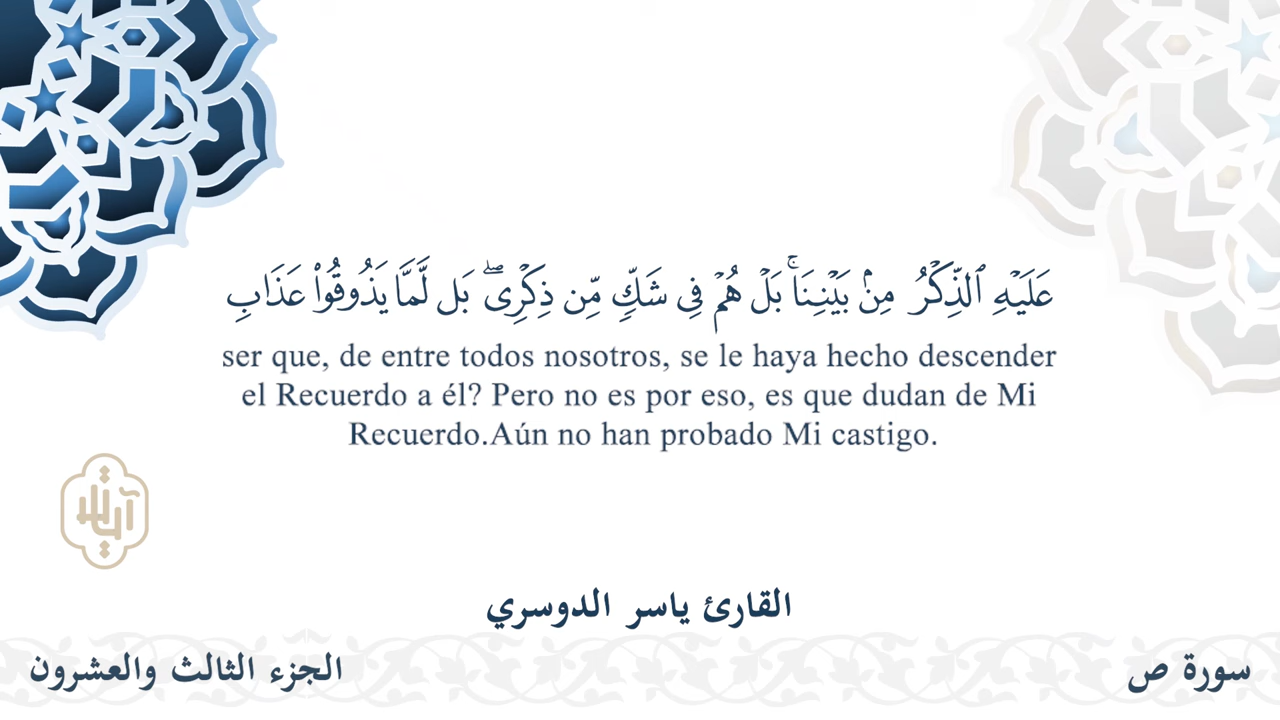 عَلَيۡهِ ٱلذِّكۡرُ مِنۢ بَيۡنِنَاۚ بَلۡ هُمۡ فِي شَكّٖ مِّن ذِكۡرِيۖ بَل لَّمَّا يَذُوقُواْ عَذَابِ
ser que, de entre todos nosotros, se le haya hecho descender
el Recuerdo a él? Pero no es por eso, es que dudan de Mi
Recuerdo.Aún no han probado Mi castigo.
القارئ ياسر الدوسري
سورة ص
الجزء الثالث والعشرون